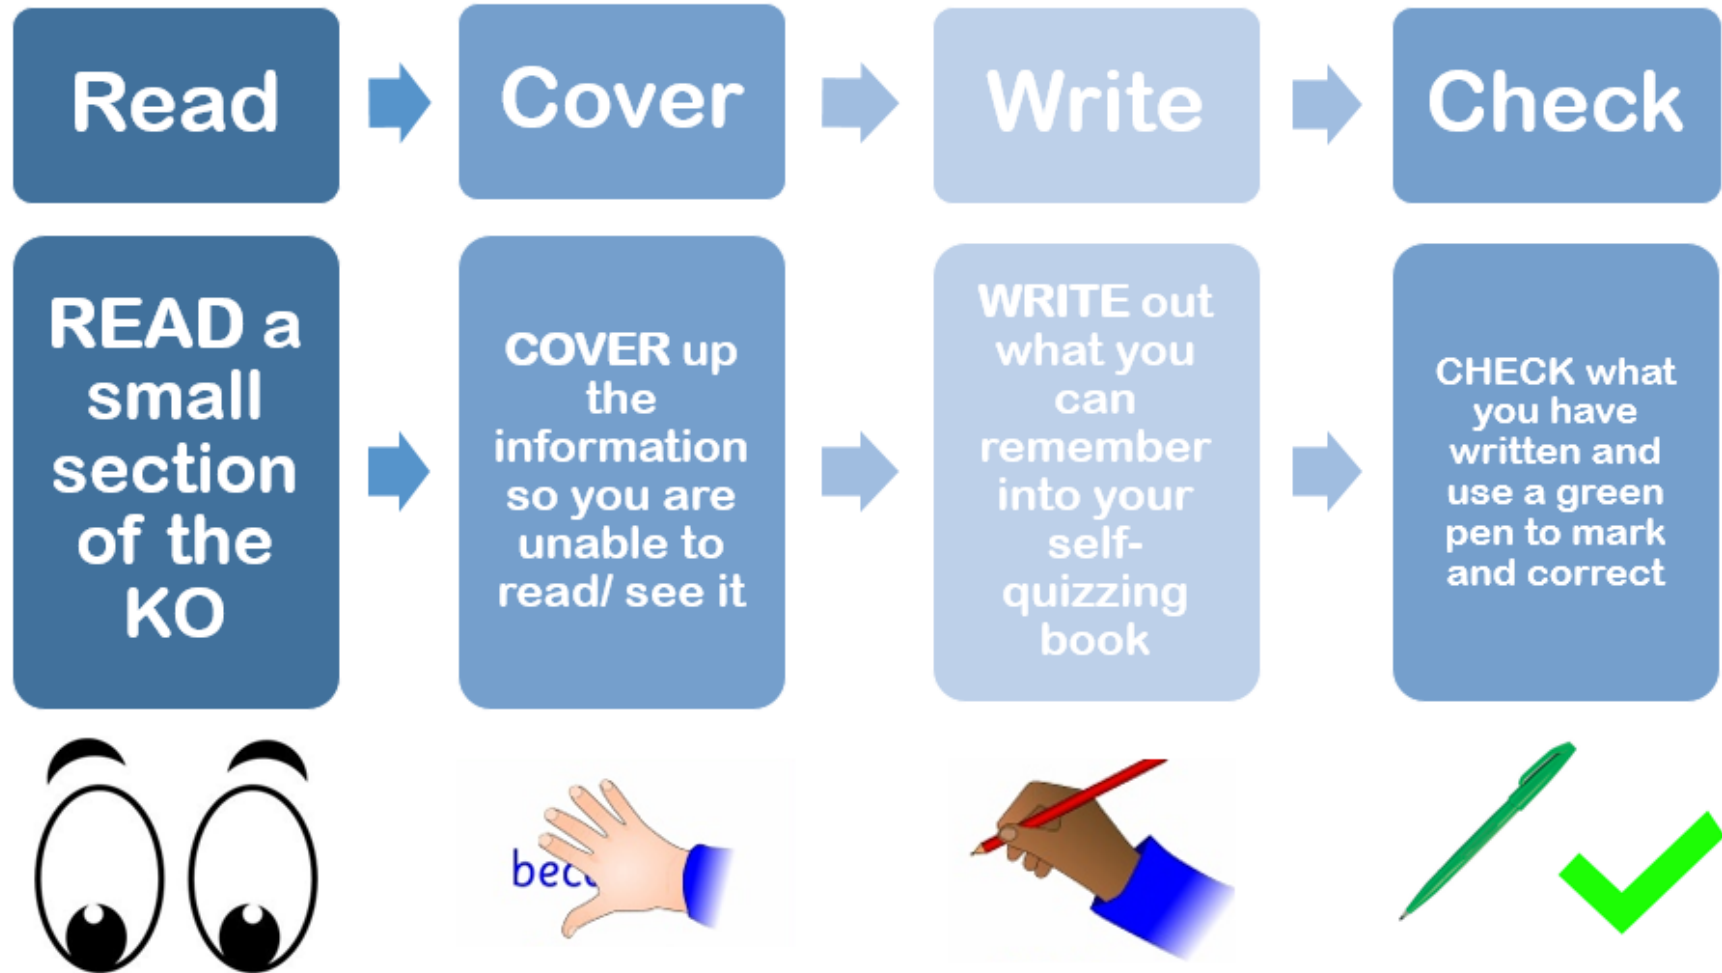 Read
Cover
Write
Check
READ a
small
section
of the
KO
COVER up
the
information
so you are
unable to
read/ see it
WRITE out
what you
can
remember
into your
self-
quizzing
book
CHECK what
you have
written and
use a green
pen to mark
and correct
bec